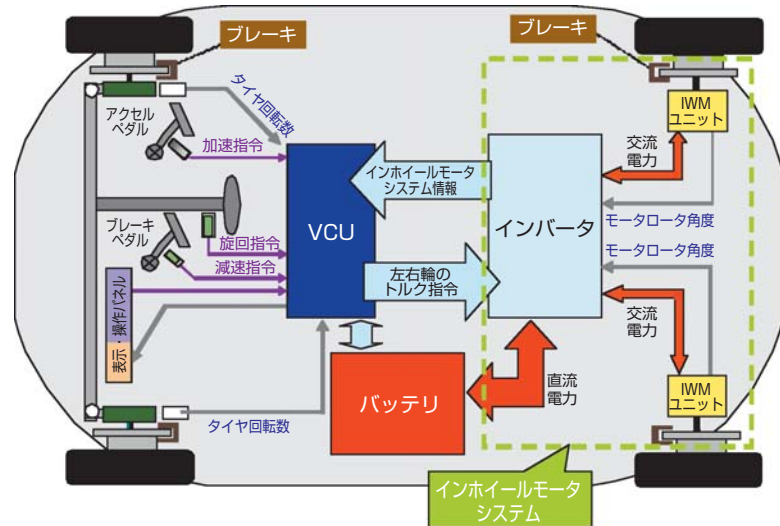 ブレーキ
ブレーキ
タイヤ回転数
アクセル
ペダル
加速指令
IWM
ユニット
交流
電力
インホイールモータ
システム情報
インバータ
モータロータ角度
モータロータ角度
VCU
ブレーキ
ペダル
旋回指令
減速指令
左右輪の
トルク指令
表示・操作パネル
交流
電力
バッテリ
直流
電力
IWM
ユニット
タイヤ回転数
インホイールモータ
システム